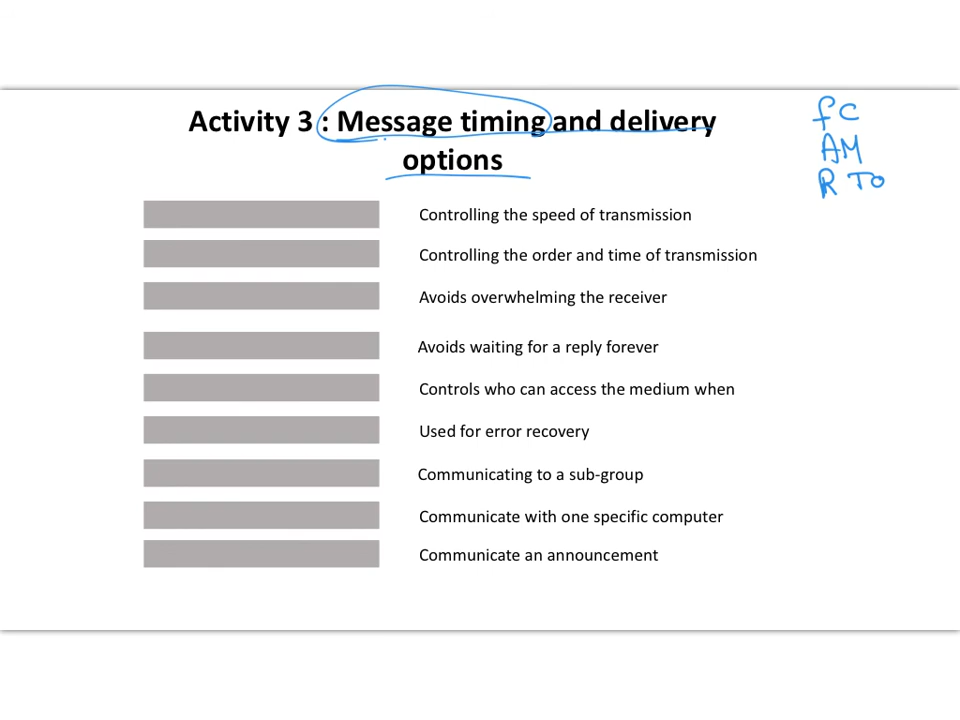 Activity 3 : Message timing and delivery
options
fC
AM
R TO
Controlling the speed of transmission
Controlling the order and time of transmission
Avoids overwhelming the receiver
Avoids waiting for a reply forever
Controls who can access the medium when
Used for error recovery
Communicating to a sub-group
Communicate with one specific computer
Communicate an announcement